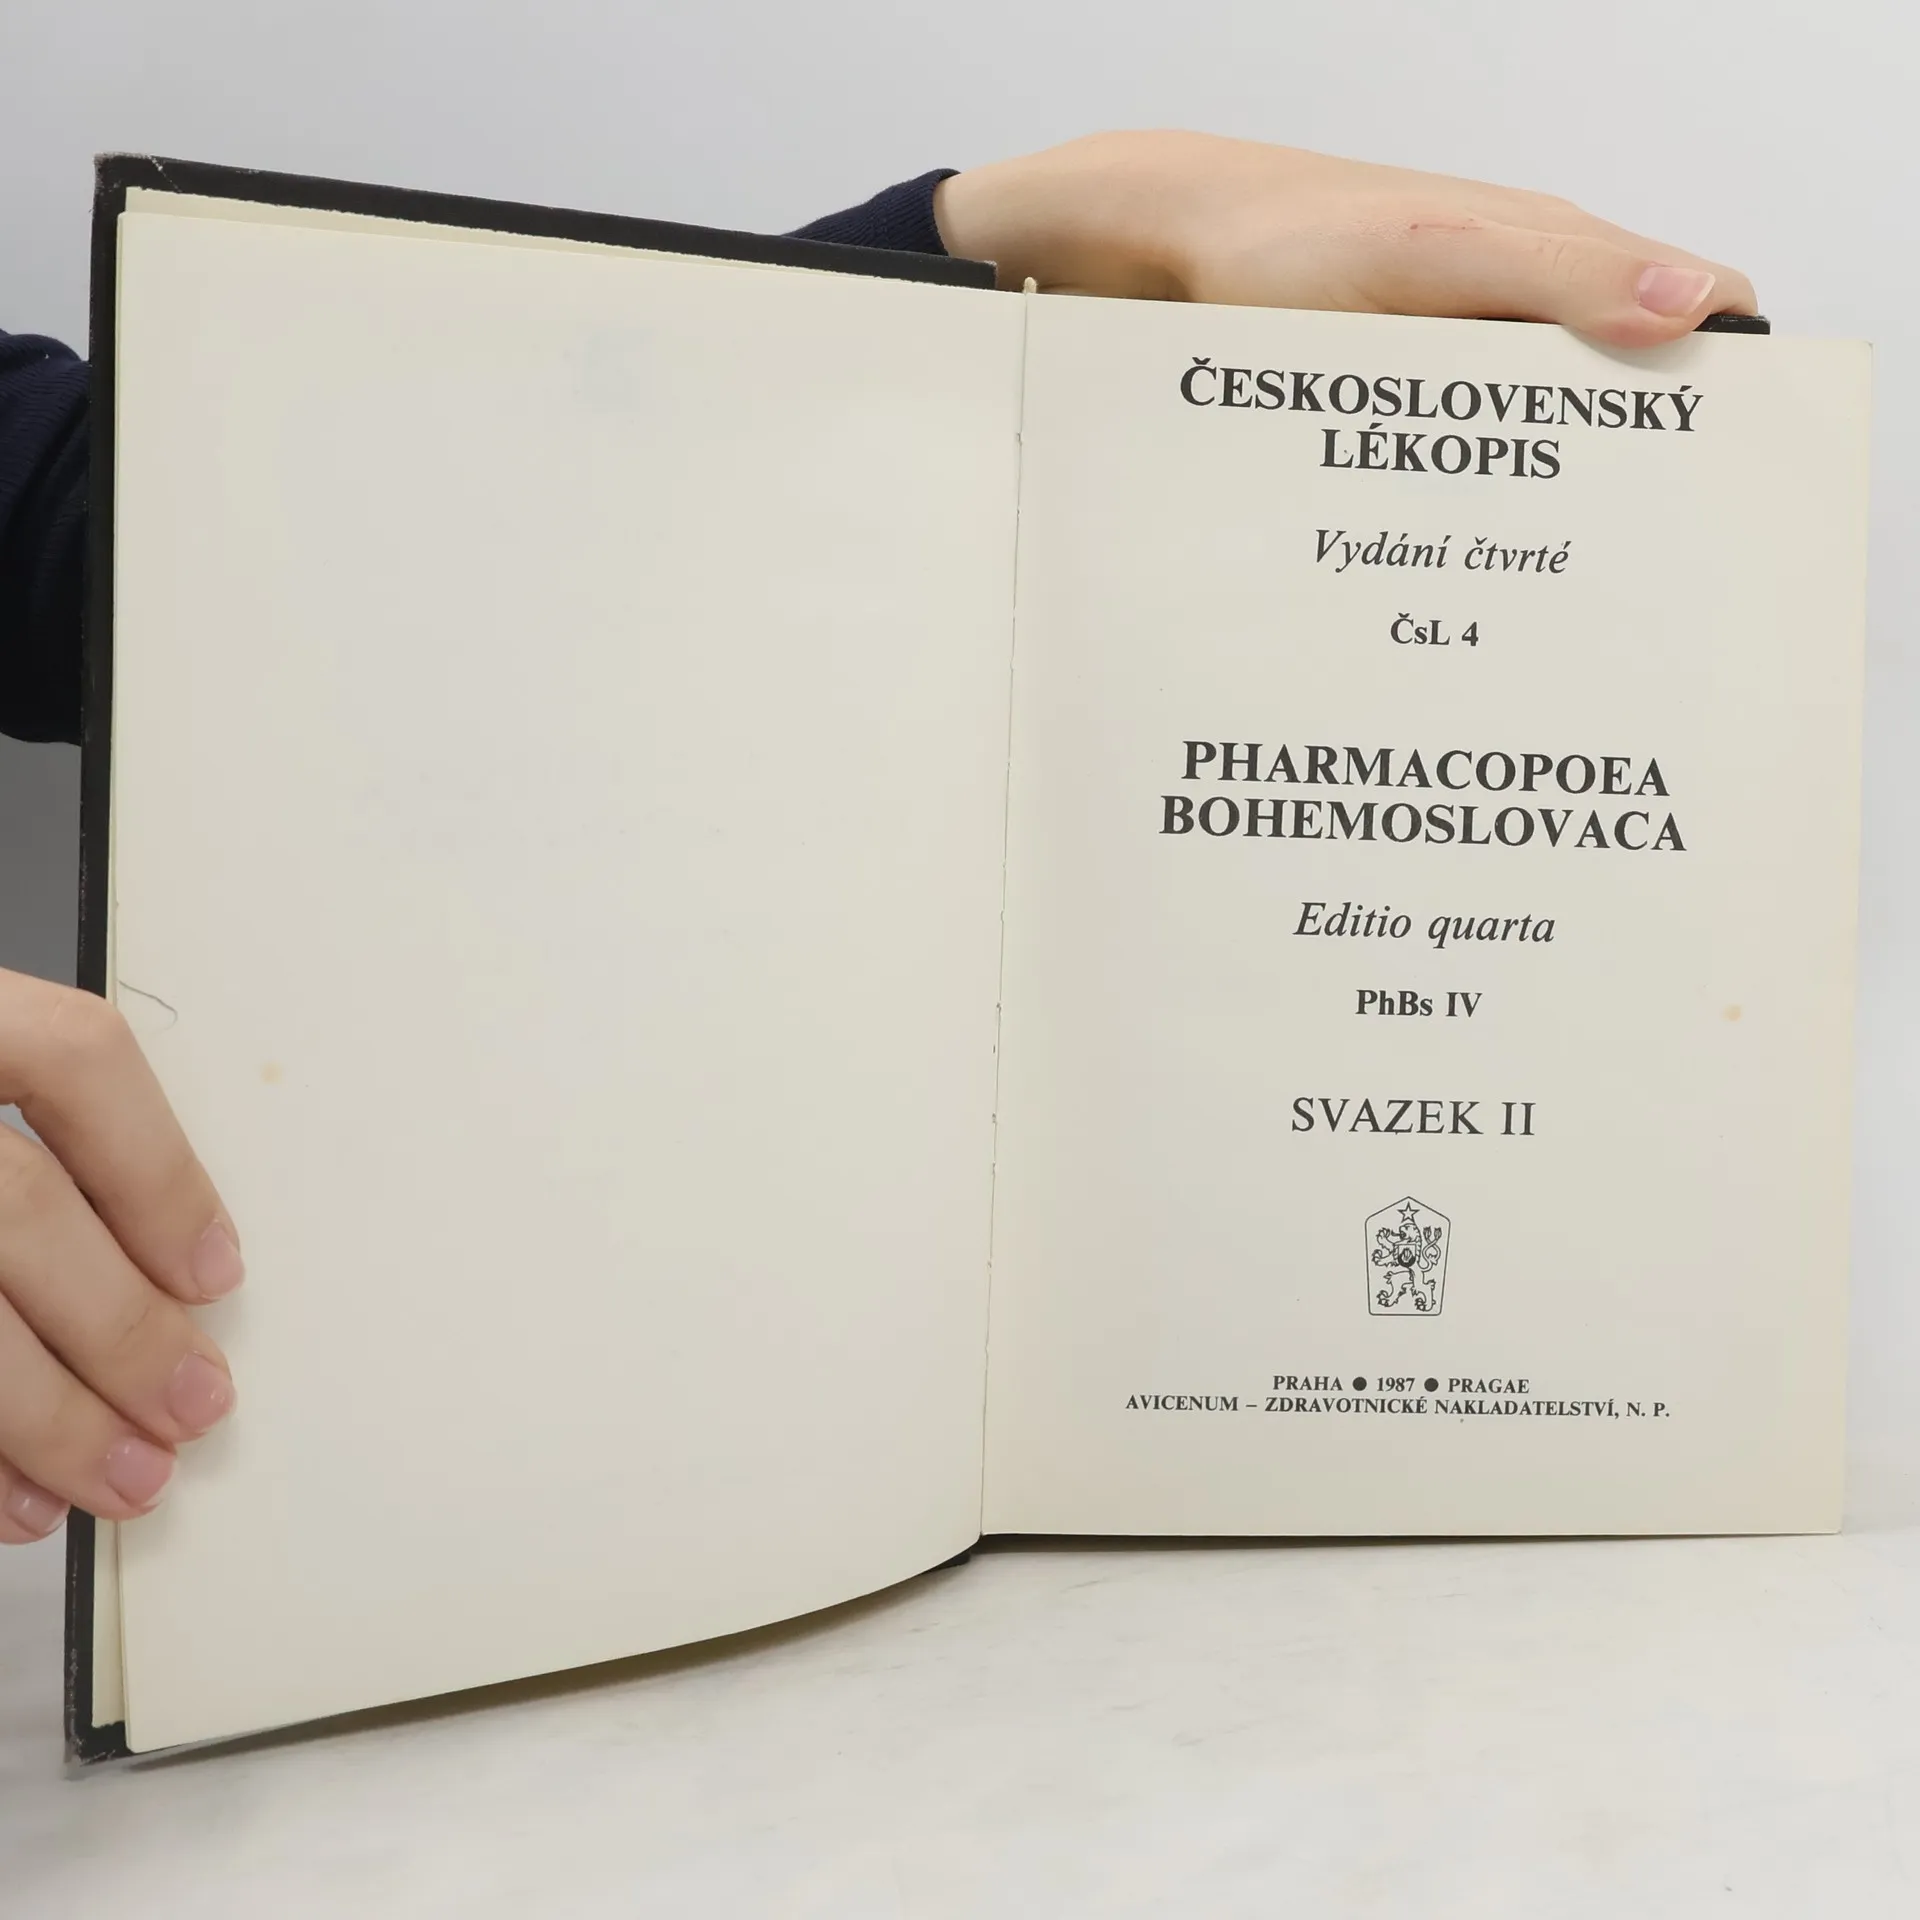 ČESKOSLOVENSKÝ
LÉKOPIS
Vydání čtvrté
ČsL 4
PHARMACOPOEA
BOHEMOSLOVACA
Editio quarta
PhBs IV
SVAZEK II
PRAHA ● 1987 ● PRAGAE
AVICENUM – ZDRAVOTNICKÉ NAKLADATELSTVÍ, N. P.